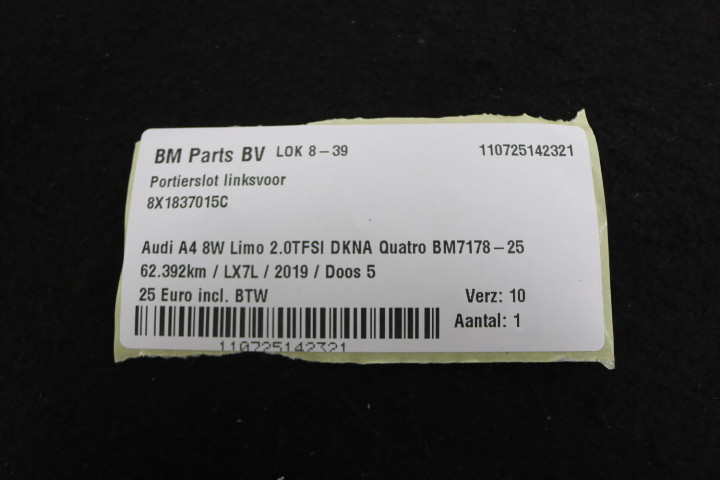 BM Parts BV LOK 8-39 110725142321
Portierslot linksvoor
8X1837015C
Audi A4 8W Limo 2.0TFSI DKNA Quatro BM7178-25
62.392km / LX7L / 2019 / Doos 5
25 Euro incl. BTW Verz: 10
Aantal: 1
110725142321